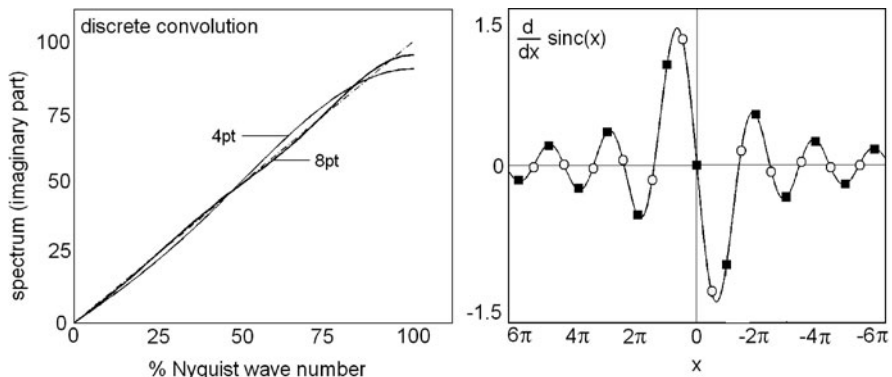 discrete convolution
100
75
50
25
0
4pt
8pt
spectrum (imaginary part)
0 25 50 75 100
% Nyquist wave number
1.5
d
dx sinc(x)
0
-1.5
6π 4π 2π 0 -2π -4π -6π
x